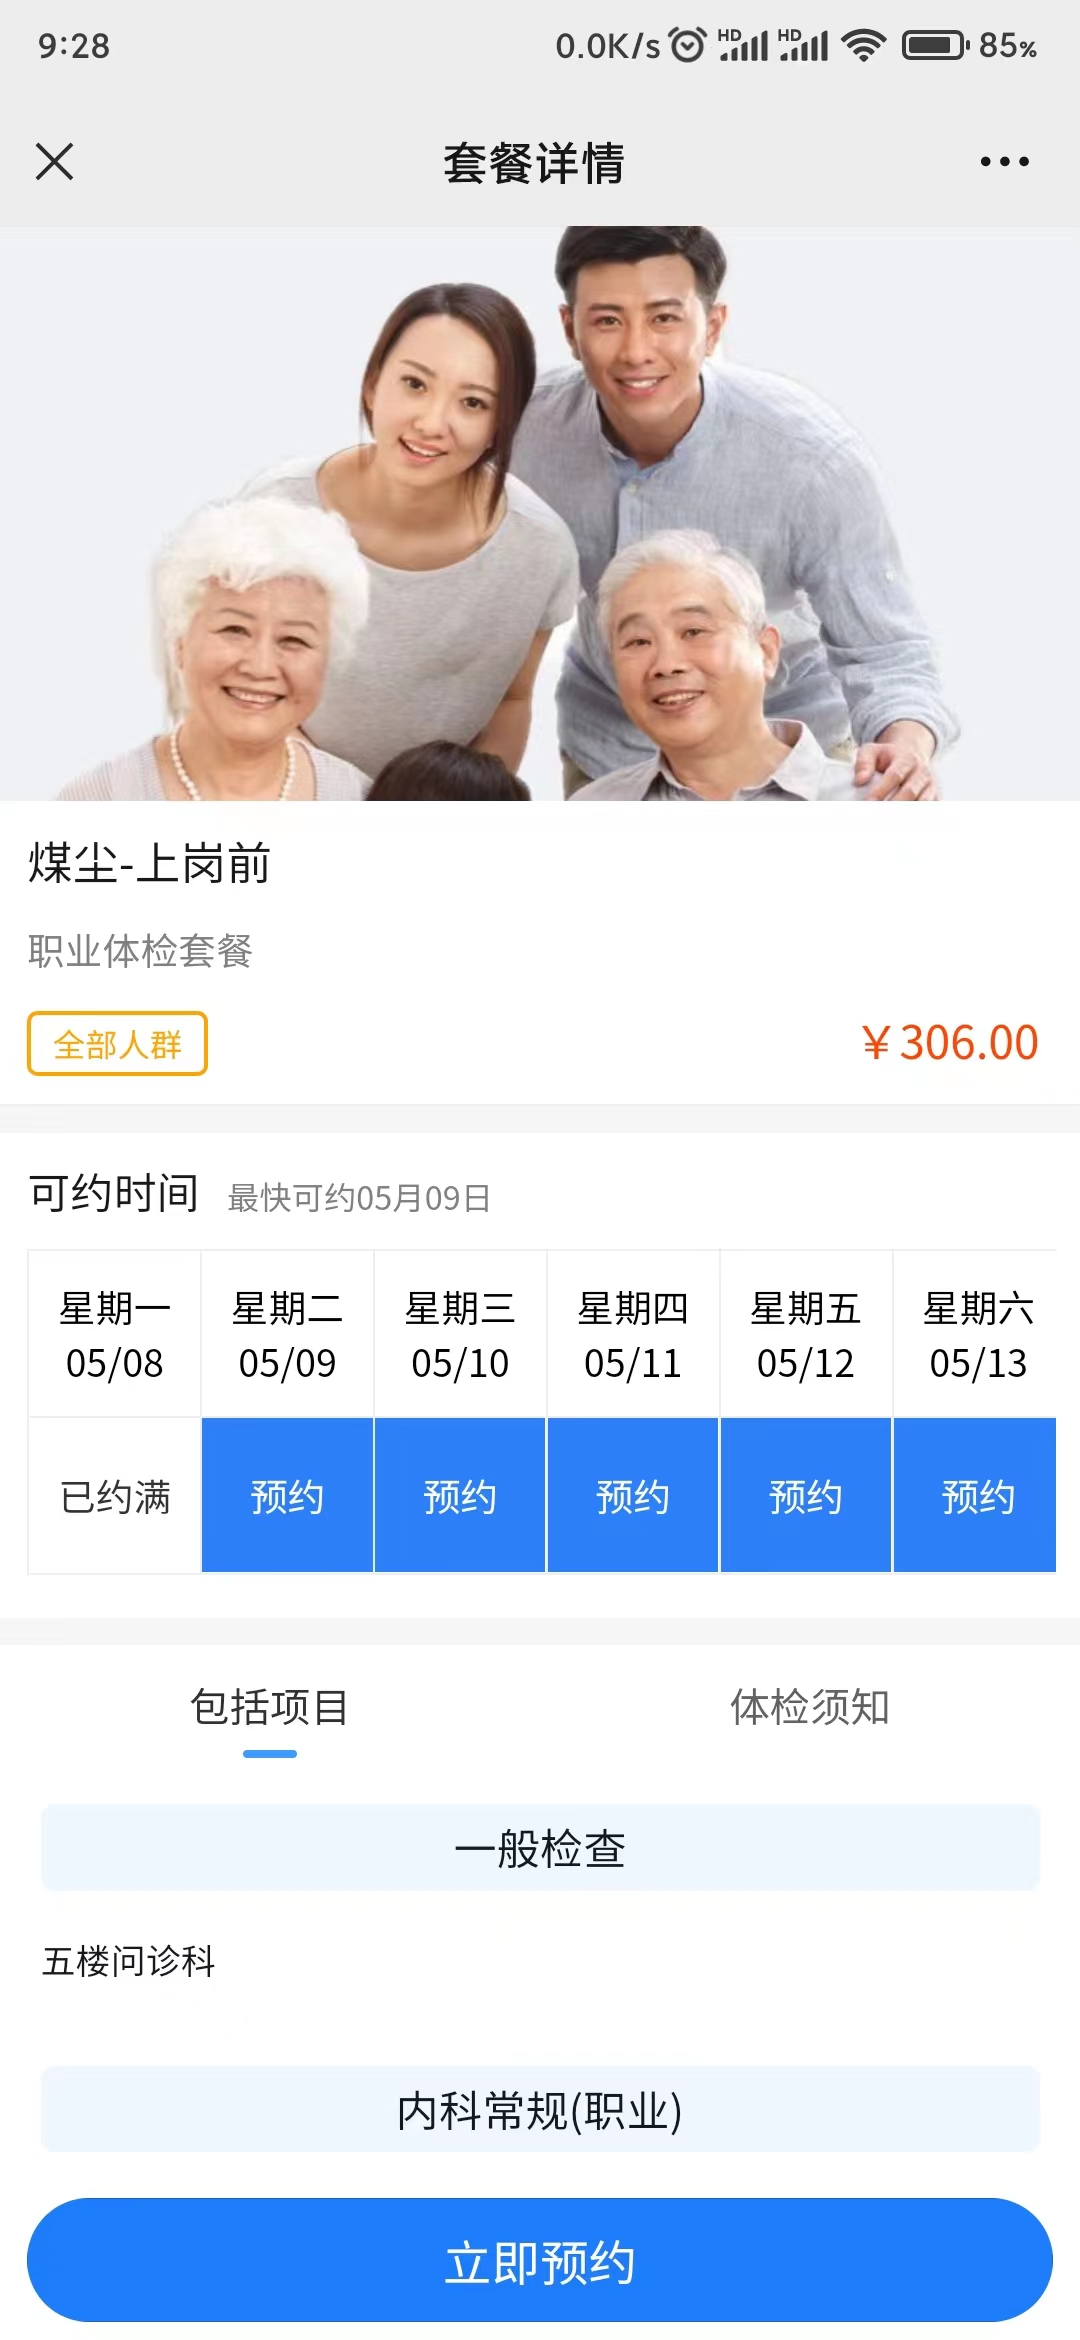 9:28 0.0K/s HD HD 85%
套餐详情
煤尘-上岗前
职业体检套餐
全部人群 ¥306.00
可约时间 最快可约05月09日
星期一 星期二 星期三 星期四 星期五 星期六
05/08 05/09 05/10 05/11 05/12 05/13
已约满 预约 预约 预约 预约 预约
包括项目 体检须知
一般检查
五楼问诊科
内科常规(职业)
立即预约